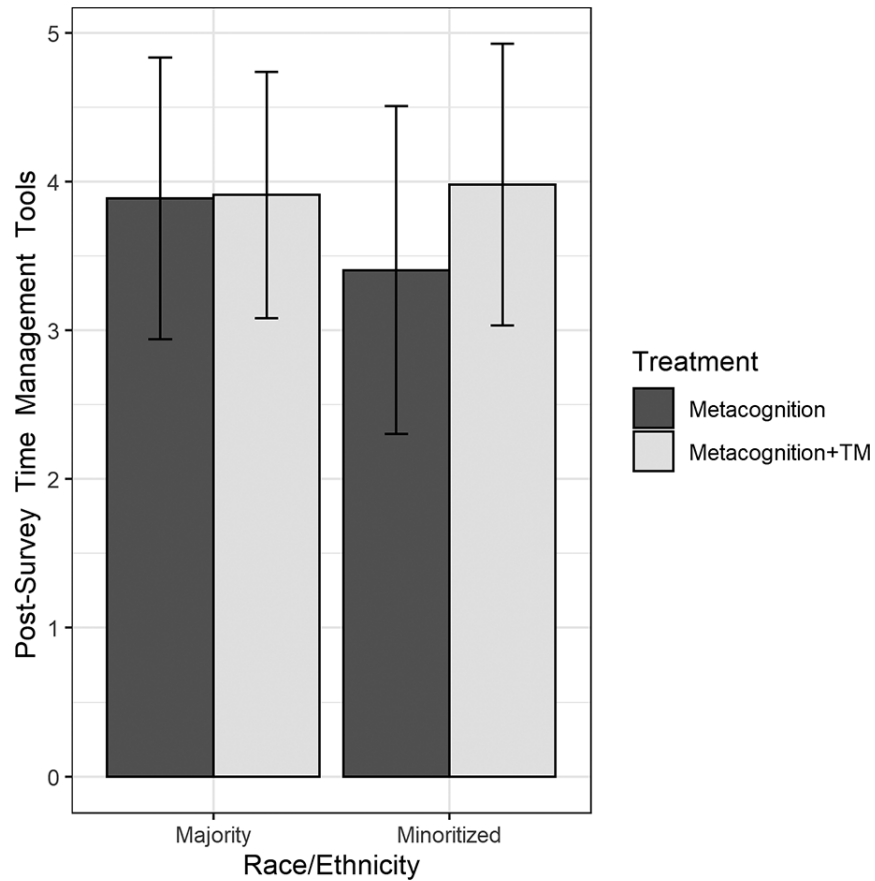 Post-Survey Time Management Tools
5
4
3
2
1
0
Majority
Minoritized
Race/Ethnicity
Treatment
Metacognition
Metacognition+TM